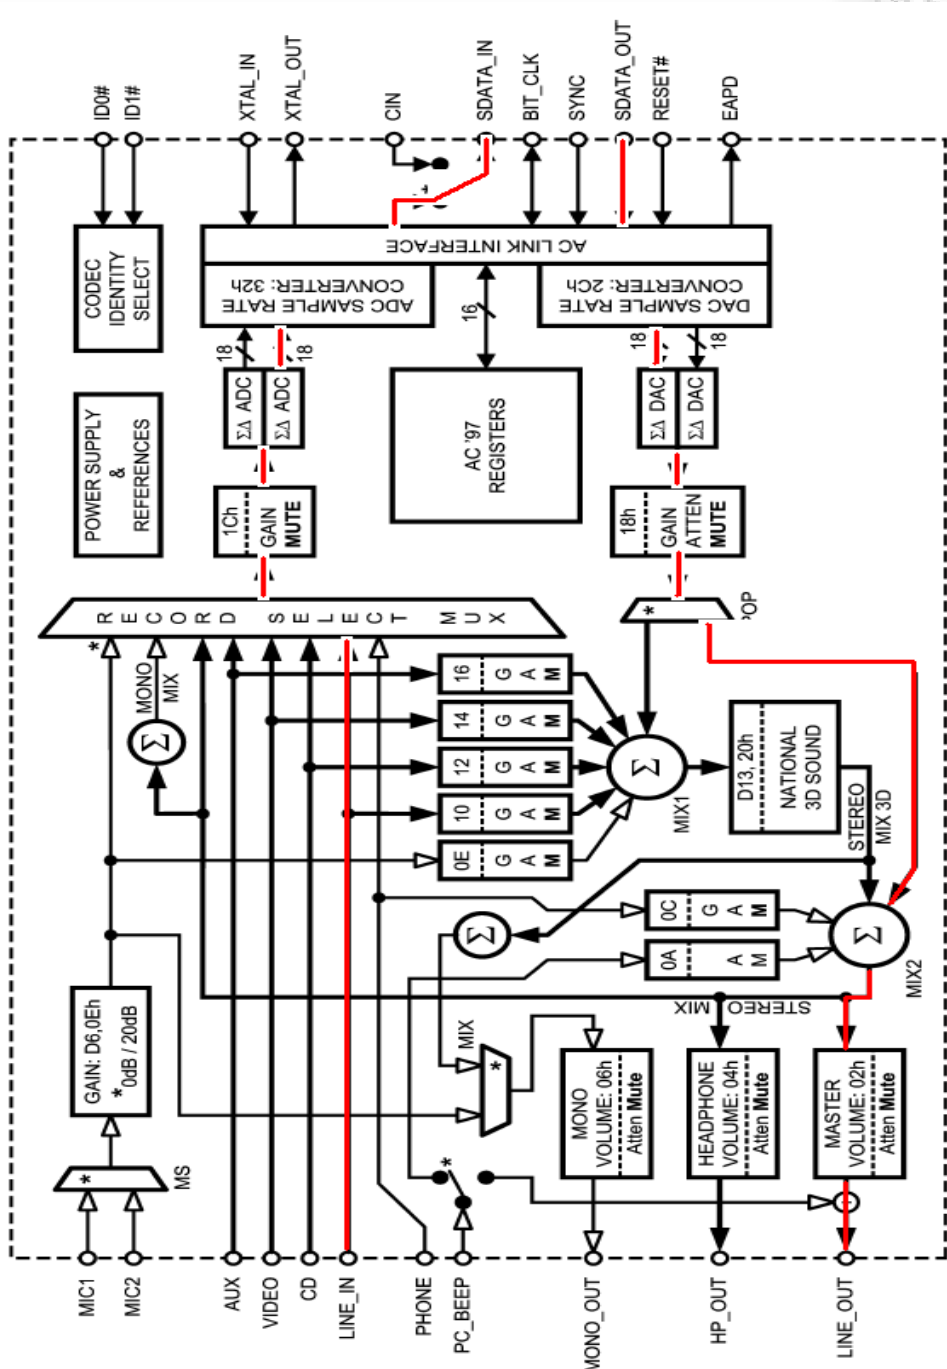 ID0#
ID1#
XTAL_IN
XTAL_OUT
CIN
SDATA_IN
BIT_CLK
SYNC
SDATA_OUT
RESET#
EAPD
CODEC
IDENTITY
SELECT
AC LINK INTERFACE
ADC SAMPLE RATE
CONVERTER: 32h
DAC SAMPLE RATE
CONVERTER: 2Ch
18
18
16
18
18
POWER SUPPLY
&
REFERENCES
ΣΔ ADC
ΣΔ ADC
AC '97
REGISTERS
ΣΔ DAC
ΣΔ DAC
1Ch
GAIN
MUTE
18h
GAIN
ATTEN
MUTE
* RECORD SELECT MUX
*
POP
MONO
MIX
Σ
16
G A M
14
G A M
12
G A M
10
G A M
0E
G A M
Σ
MIX1
D13, 20h
NATIONAL
3D SOUND
STEREO
MIX 3D
Σ
0C
G A M
0A
A M
Σ
MIX2
STEREO MIX
GAIN: D6,0Eh
*0dB / 20dB
MIX
*
MONO
VOLUME: 06h
Atten Mute
HEADPHONE
VOLUME: 04h
Atten Mute
MASTER
VOLUME: 02h
Atten Mute
*
MS
*
+
MIC1
MIC2
AUX
VIDEO
CD
LINE_IN
PHONE
PC_BEEP
MONO_OUT
HP_OUT
LINE_OUT